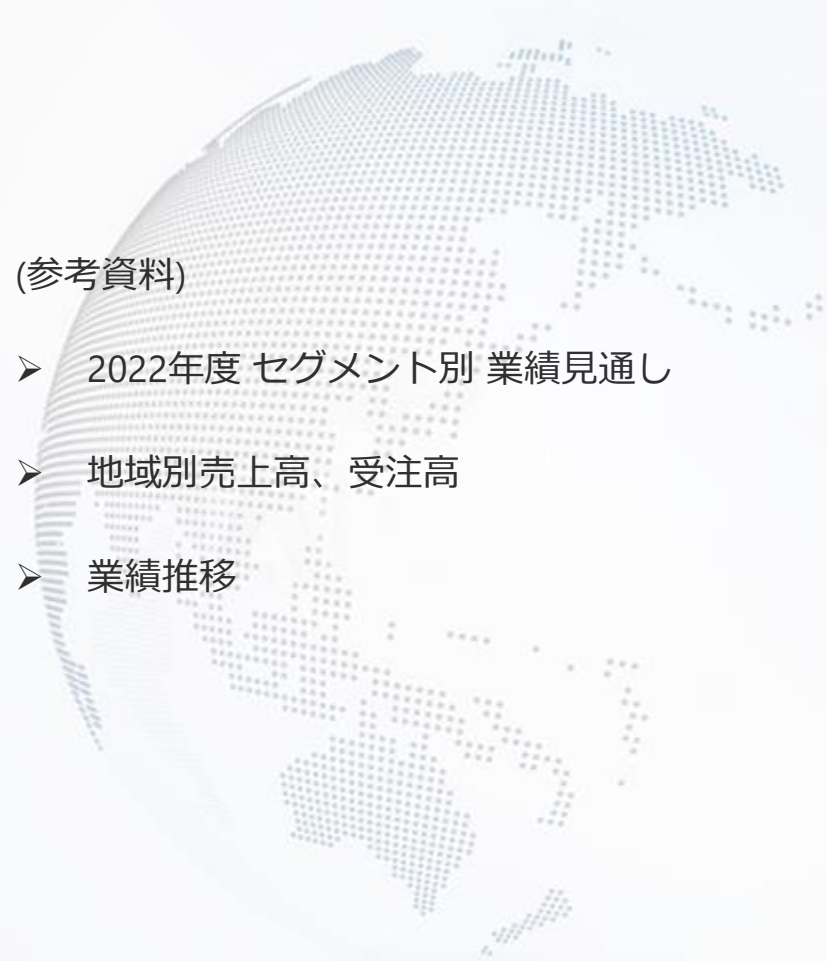 (参考資料)
➢ 2022年度 セグメント別 業績見通し
➢ 地域別売上高、受注高
➢ 業績推移